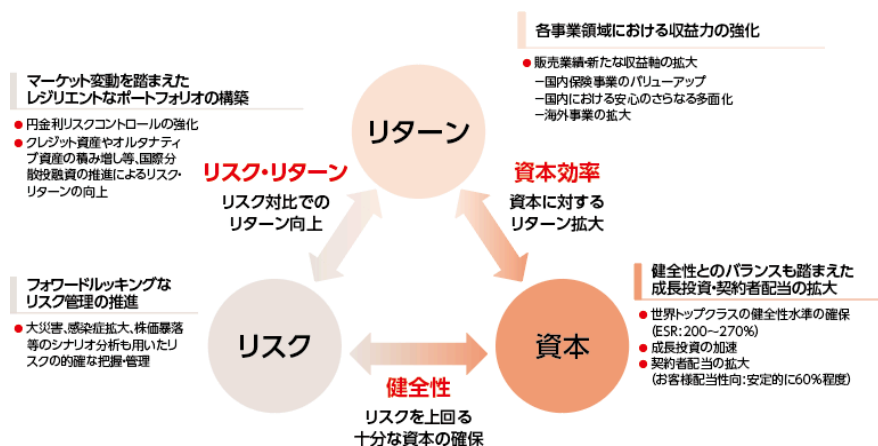 各事業領域における収益力の強化
● 販売業績・新たな収益軸の拡大
−国内保険事業のバリューアップ
−国内における安心のさらなる多面化
−海外事業の拡大
マーケット変動を踏まえた
レジリエントなポートフォリオの構築
● 円金利リスクコントロールの強化
● クレジット資産やオルタナティ
ブ資産の積み増し等、国際分
散投融資の推進によるリスク・
リターンの向上
リターン
リスク・リターン
リスク対比での
リターン向上
資本効率
資本に対する
リターン拡大
フォワードルッキングな
リスク管理の推進
● 大災害、感染症拡大、株価暴落
等のシナリオ分析も用いたリ
スクの的確な把握・管理
リスク
健全性
リスクを上回る
十分な資本の確保
資本
健全性とのバランスも踏まえた
成長投資・契約者配当の拡大
● 世界トップクラスの健全性水準の確保
(ESR:200〜270%)
● 成長投資の加速
● 契約者配当の拡大
(お客様配当性向:安定的に60%程度)